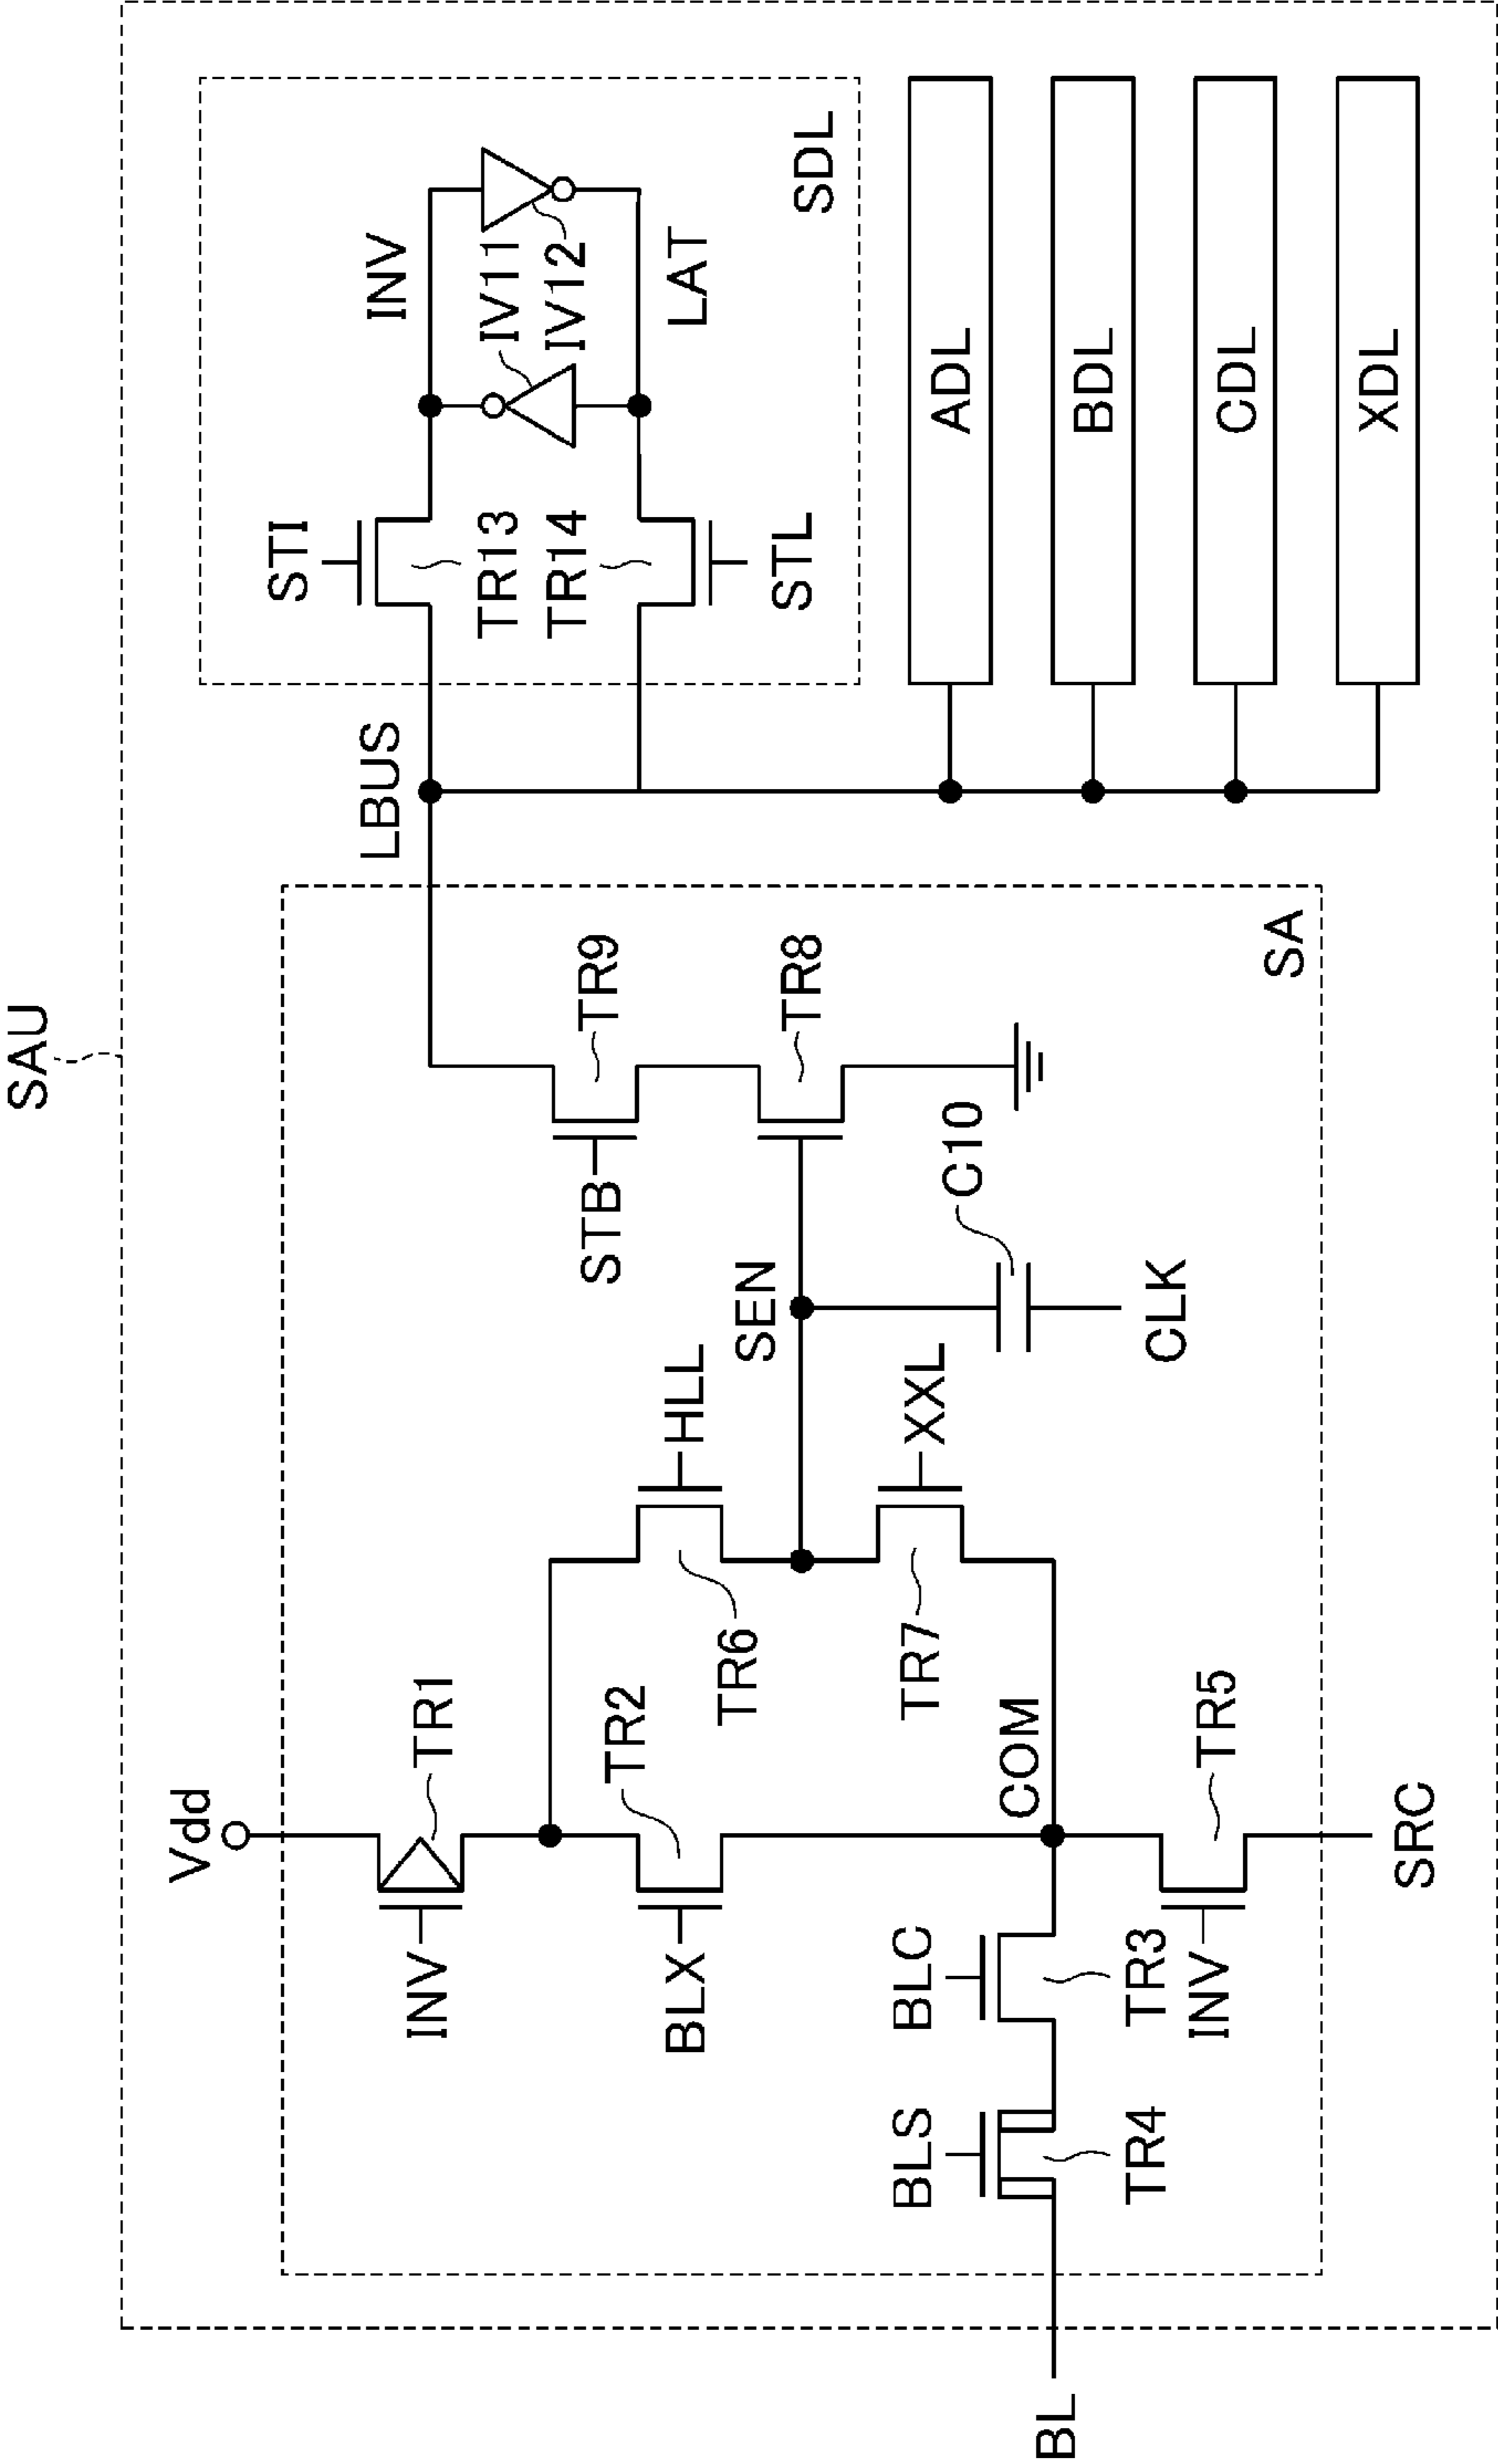 SAU
Vdd
INV
TR1
BLX
TR2
HLL
TR6
SEN
STB
TR9
TR8
LBUS
XXL
TR7
C10
CLK
COM
BLS
TR4
BLC
TR3
INV
TR5
SRC
BL
SA
STI
INV
TR13
TR14
IV11
IV12
STL
LAT
SDL
ADL
BDL
CDL
XDL